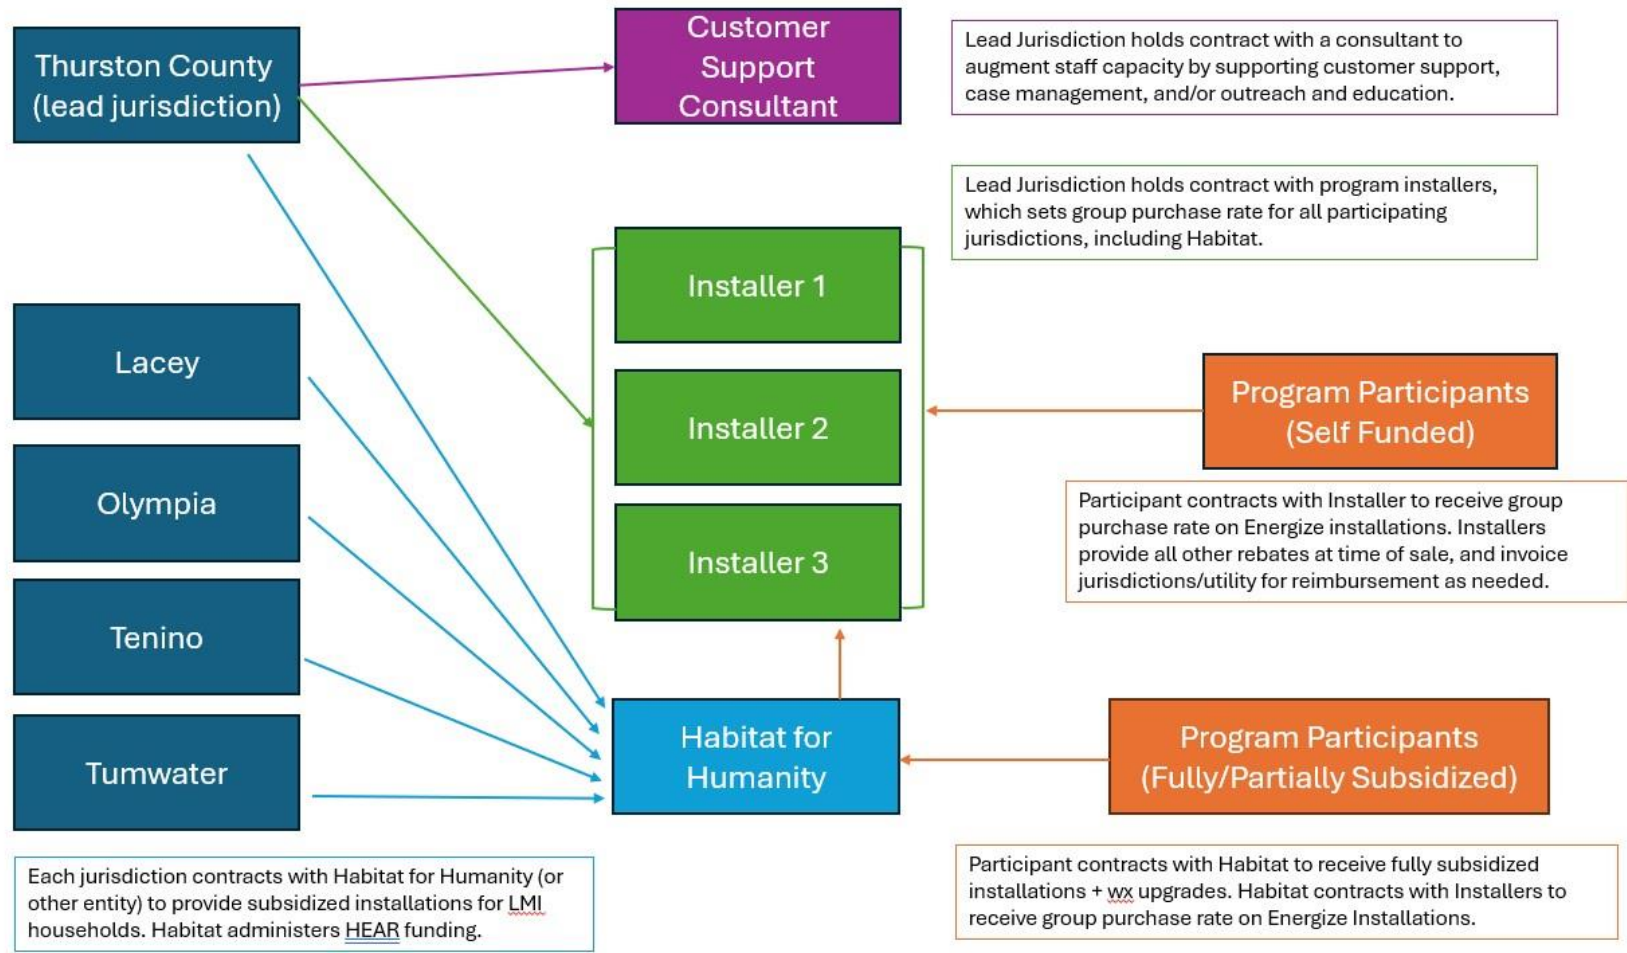 Thurston County
(lead jurisdiction)
Customer
Support
Consultant
Lead Jurisdiction holds contract with a consultant to
augment staff capacity by supporting customer support,
case management, and/or outreach and education.
Lead Jurisdiction holds contract with program installers,
which sets group purchase rate for all participating
jurisdictions, including Habitat.
Installer 1
Lacey
Installer 2
Program Participants
(Self Funded)
Olympia
Participant contracts with Installer to receive group
purchase rate on Energize installations. Installers
provide all other rebates at time of sale, and invoice
jurisdictions/utility for reimbursement as needed.
Installer 3
Tenino
Habitat for
Humanity
Program Participants
(Fully/Partially Subsidized)
Tumwater
Each jurisdiction contracts with Habitat for Humanity (or
other entity) to provide subsidized installations for LMI
households. Habitat administers HEAR funding.
Participant contracts with Habitat to receive fully subsidized
installations + wx upgrades. Habitat contracts with Installers to
receive group purchase rate on Energize Installations.